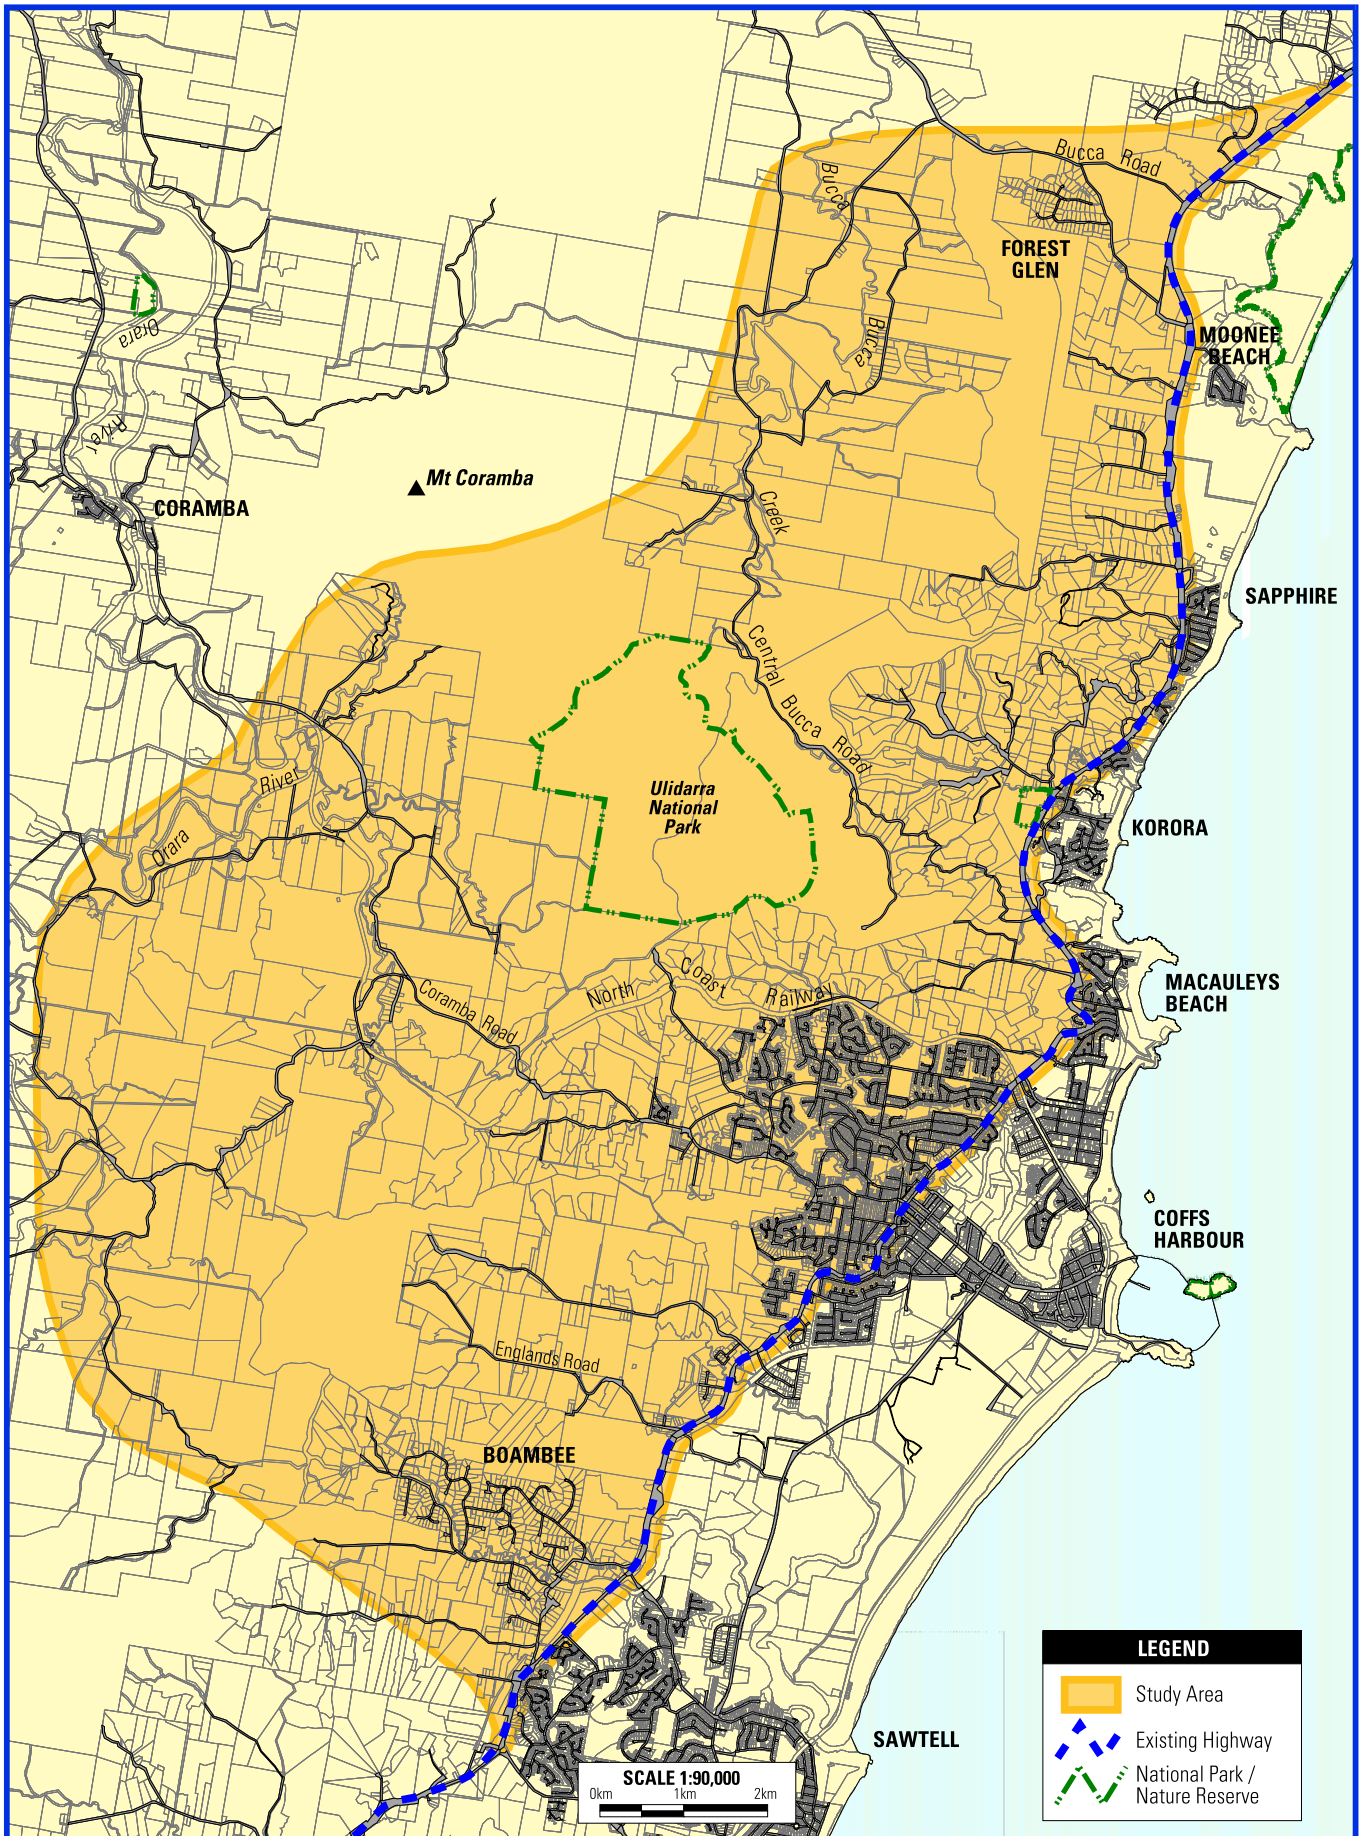 Bucca Road
Bucca
FOREST
GLEN
Orara
MOONEE
BEACH
Bucca
River
Mt Coramba
CORAMBA
Creek
SAPPHIRE
Central Bucca Road
River
Ulidarra
National
Park
KORORA
Orara
Coast
North
Railway
MACAULEYS
BEACH
Coramba Road
COFFS
HARBOUR
Englands Road
BOAMBEE
LEGEND
Study Area
Existing Highway
National Park /
Nature Reserve
SAWTELL
SCALE 1:90,000
0km 1km 2km